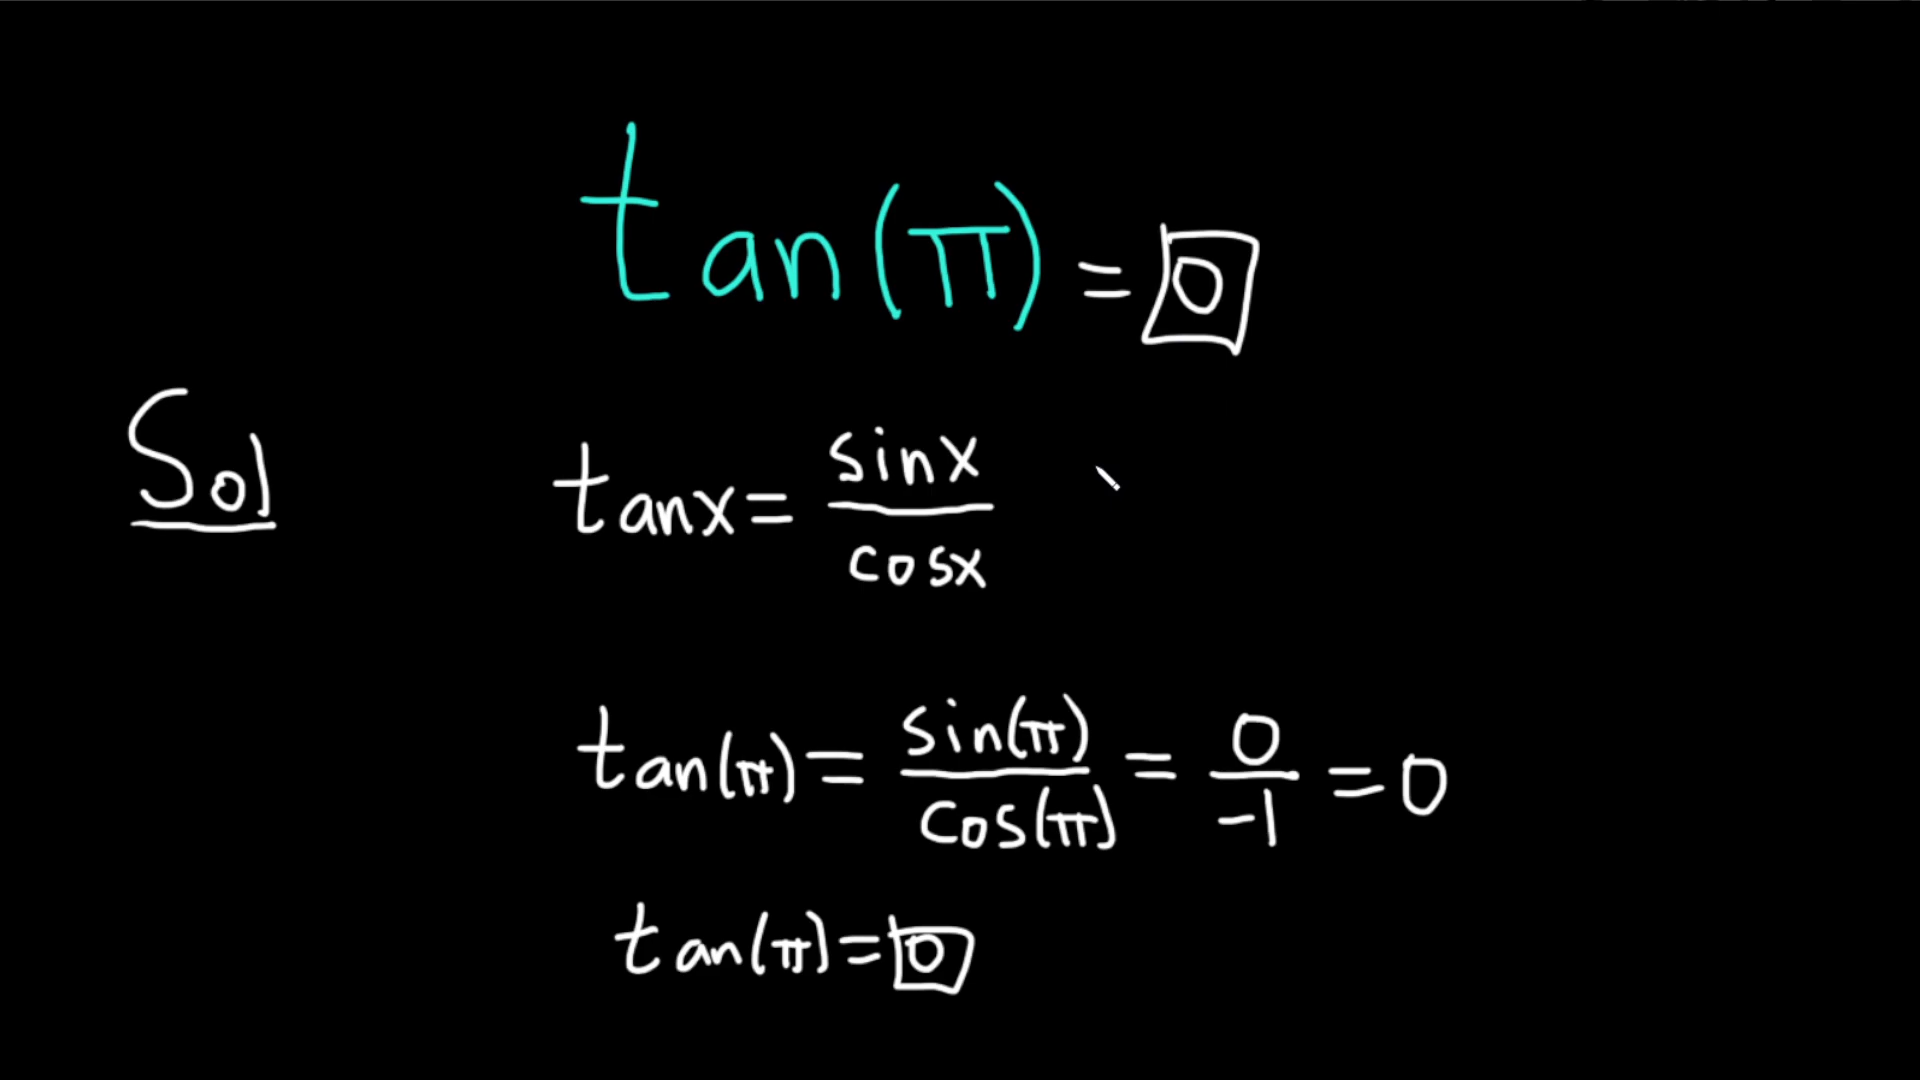 tan(π) = 0
Sol
tanx = sinx / cosx
tan(π) = sin(π) / cos(π) = 0 / -1 = 0
tan(π) = 0